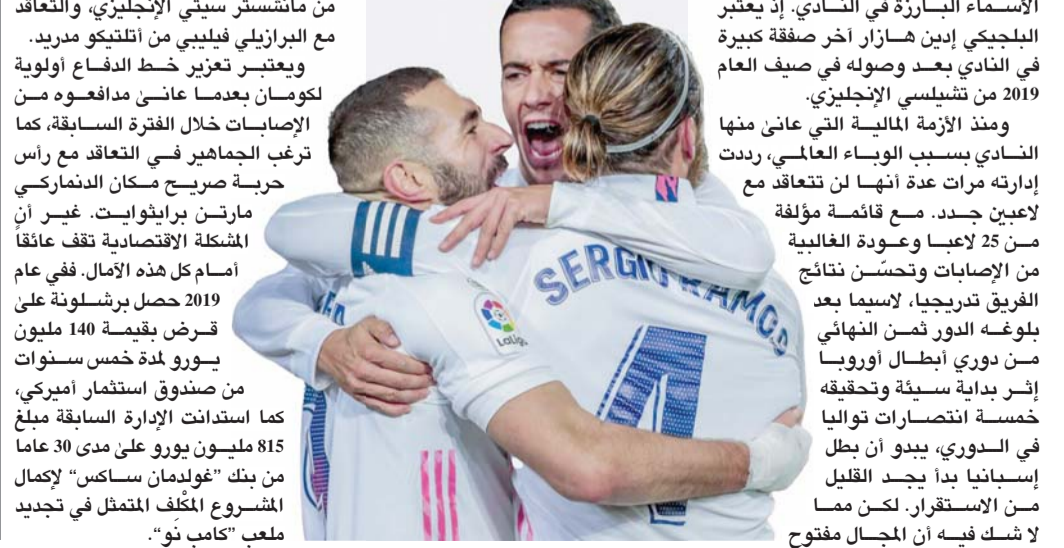 الأسماء البارزة في النادي. إذ يعتبر
البلجيكي إدين هازار آخر صفقة كبيرة
في النادي بعد وصوله في صيف العام
2019 من تشيلسي الإنجليزي.
ومنذ الأزمة المالية التي عانىٰ منها
النادي بسبب الوباء العالمي، رددت
إدارته مرات عدة أنها لن تتعاقد مع
لاعبين جدد. مع قائمة مؤلفة
من 25 لاعبا وعودة الغالبية
من الإصابات وتحسّن نتائج
الفريق تدريجيا، لاسيما بعد
بلوغه الدور ثمن النهائي
من دوري أبطال أوروبا
إثر بداية سيئة وتحقيقه
خمسة انتصارات تواليا
في الدوري، يبدو أن بطل
إسبانيا بدأ يجد القليل
من الاستقرار. لكن مما
لا شك فيه أن المجال مفتوح
من مانشستر سيتي الإنجليزي، والتعاقد
مع البرازيلي فيليبي من أتلتيكو مدريد.
ويعتبر تعزير خط الدفاع أولوية
لكومان بعدما عانىٰ مدافعوه من
الإصابات خلال الفترة السابقة، كما
ترغب الجماهير في التعاقد مع رأس
حربة صريح مكان الدنماركي
مارتن برايثوايت. غير أن
المشكلة الاقتصادية تقف عائقاً
أمام كل هذه الآمال. ففي عام
2019 حصل برشلونة علىٰ
قرض بقيمة 140 مليون
يورو لمدة خمس سنوات
من صندوق استثمار أميركي،
كما استدانت الإدارة السابقة مبلغ
815 مليون يورو علىٰ مدى 30 عاما
من بنك "غولدمان ساكس" لإكمال
المشروع المُكْلِف المتمثل في تجديد
ملعب "كامب نو".
SERGIO RAMOS
4
LaLiga